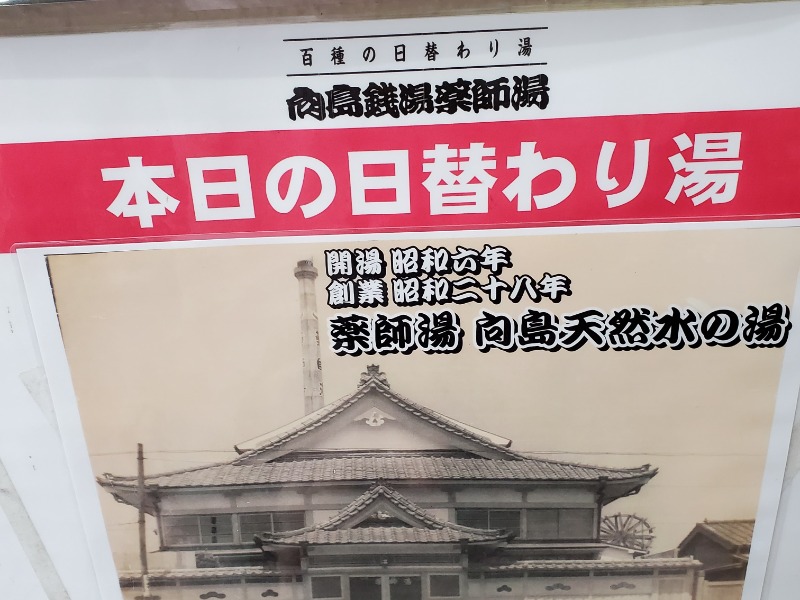 百種の日替わり湯
向島銭湯薬師湯
本日の日替わり湯
開湯 昭和六年
創業 昭和二十八年
薬師湯 向島天然水の湯